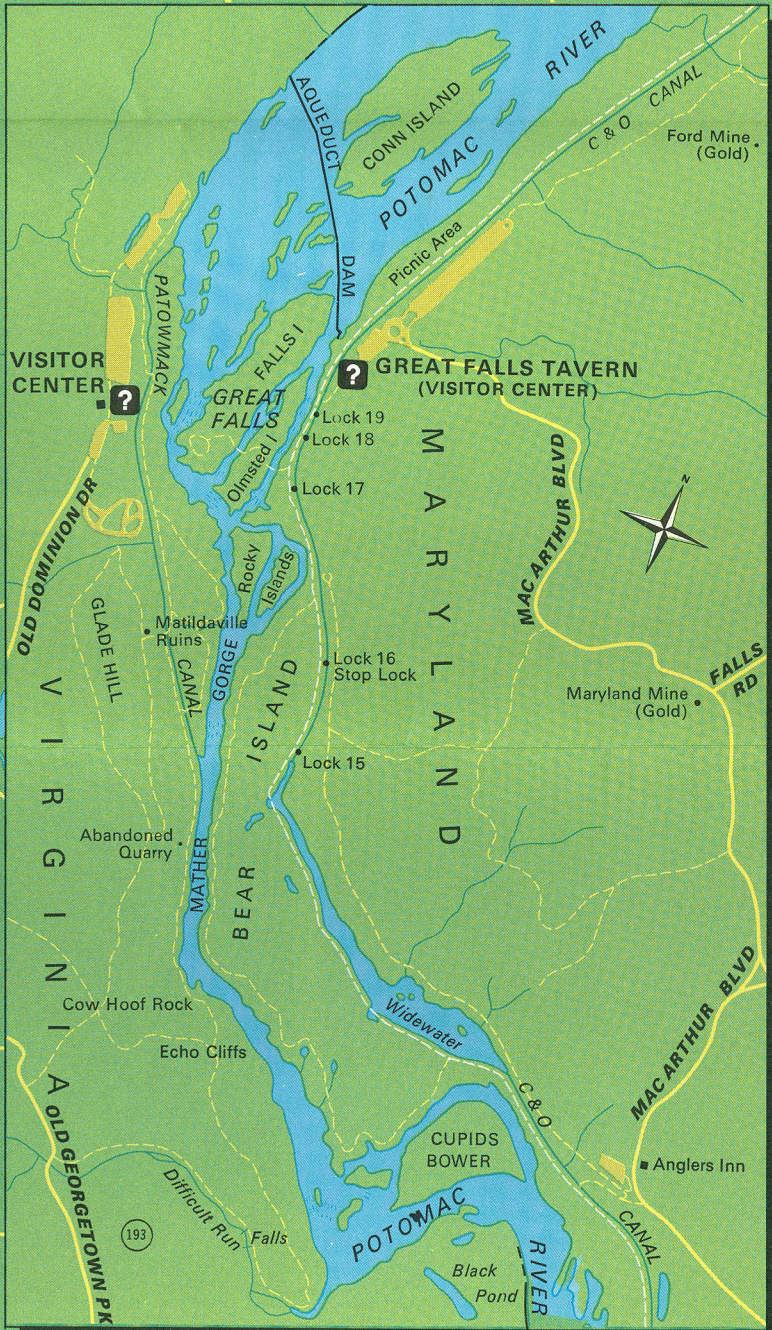 RIVER
AQUEDUCT
CONN ISLAND
C & O CANAL
Ford Mine
(Gold)
POTOMAC
Picnic Area
DAM
PATOWMACK
FALLS I
VISITOR
CENTER
?
?
GREAT FALLS TAVERN
(VISITOR CENTER)
GREAT
FALLS
Lock 19
Lock 18
Olmsted I
Lock 17
MARYLAND
MAC ARTHUR BLVD
N
OLD DOMINION DR
Rocky
Islands
GLADE HILL
Matildaville
Ruins
CANAL
GORGE
Lock 16
Stop Lock
FALLS
RD
Maryland Mine
(Gold)
VIRGINIA
ISLAND
Lock 15
Abandoned
Quarry
MATHER
BEAR
Cow Hoof Rock
Widewater
MAC ARTHUR BLVD
Echo Cliffs
C & O
OLD GEORGETOWN PK
CUPIDS
BOWER
Anglers Inn
Difficult Run
Falls
193
POTOMAC
CANAL
RIVER
Black
Pond